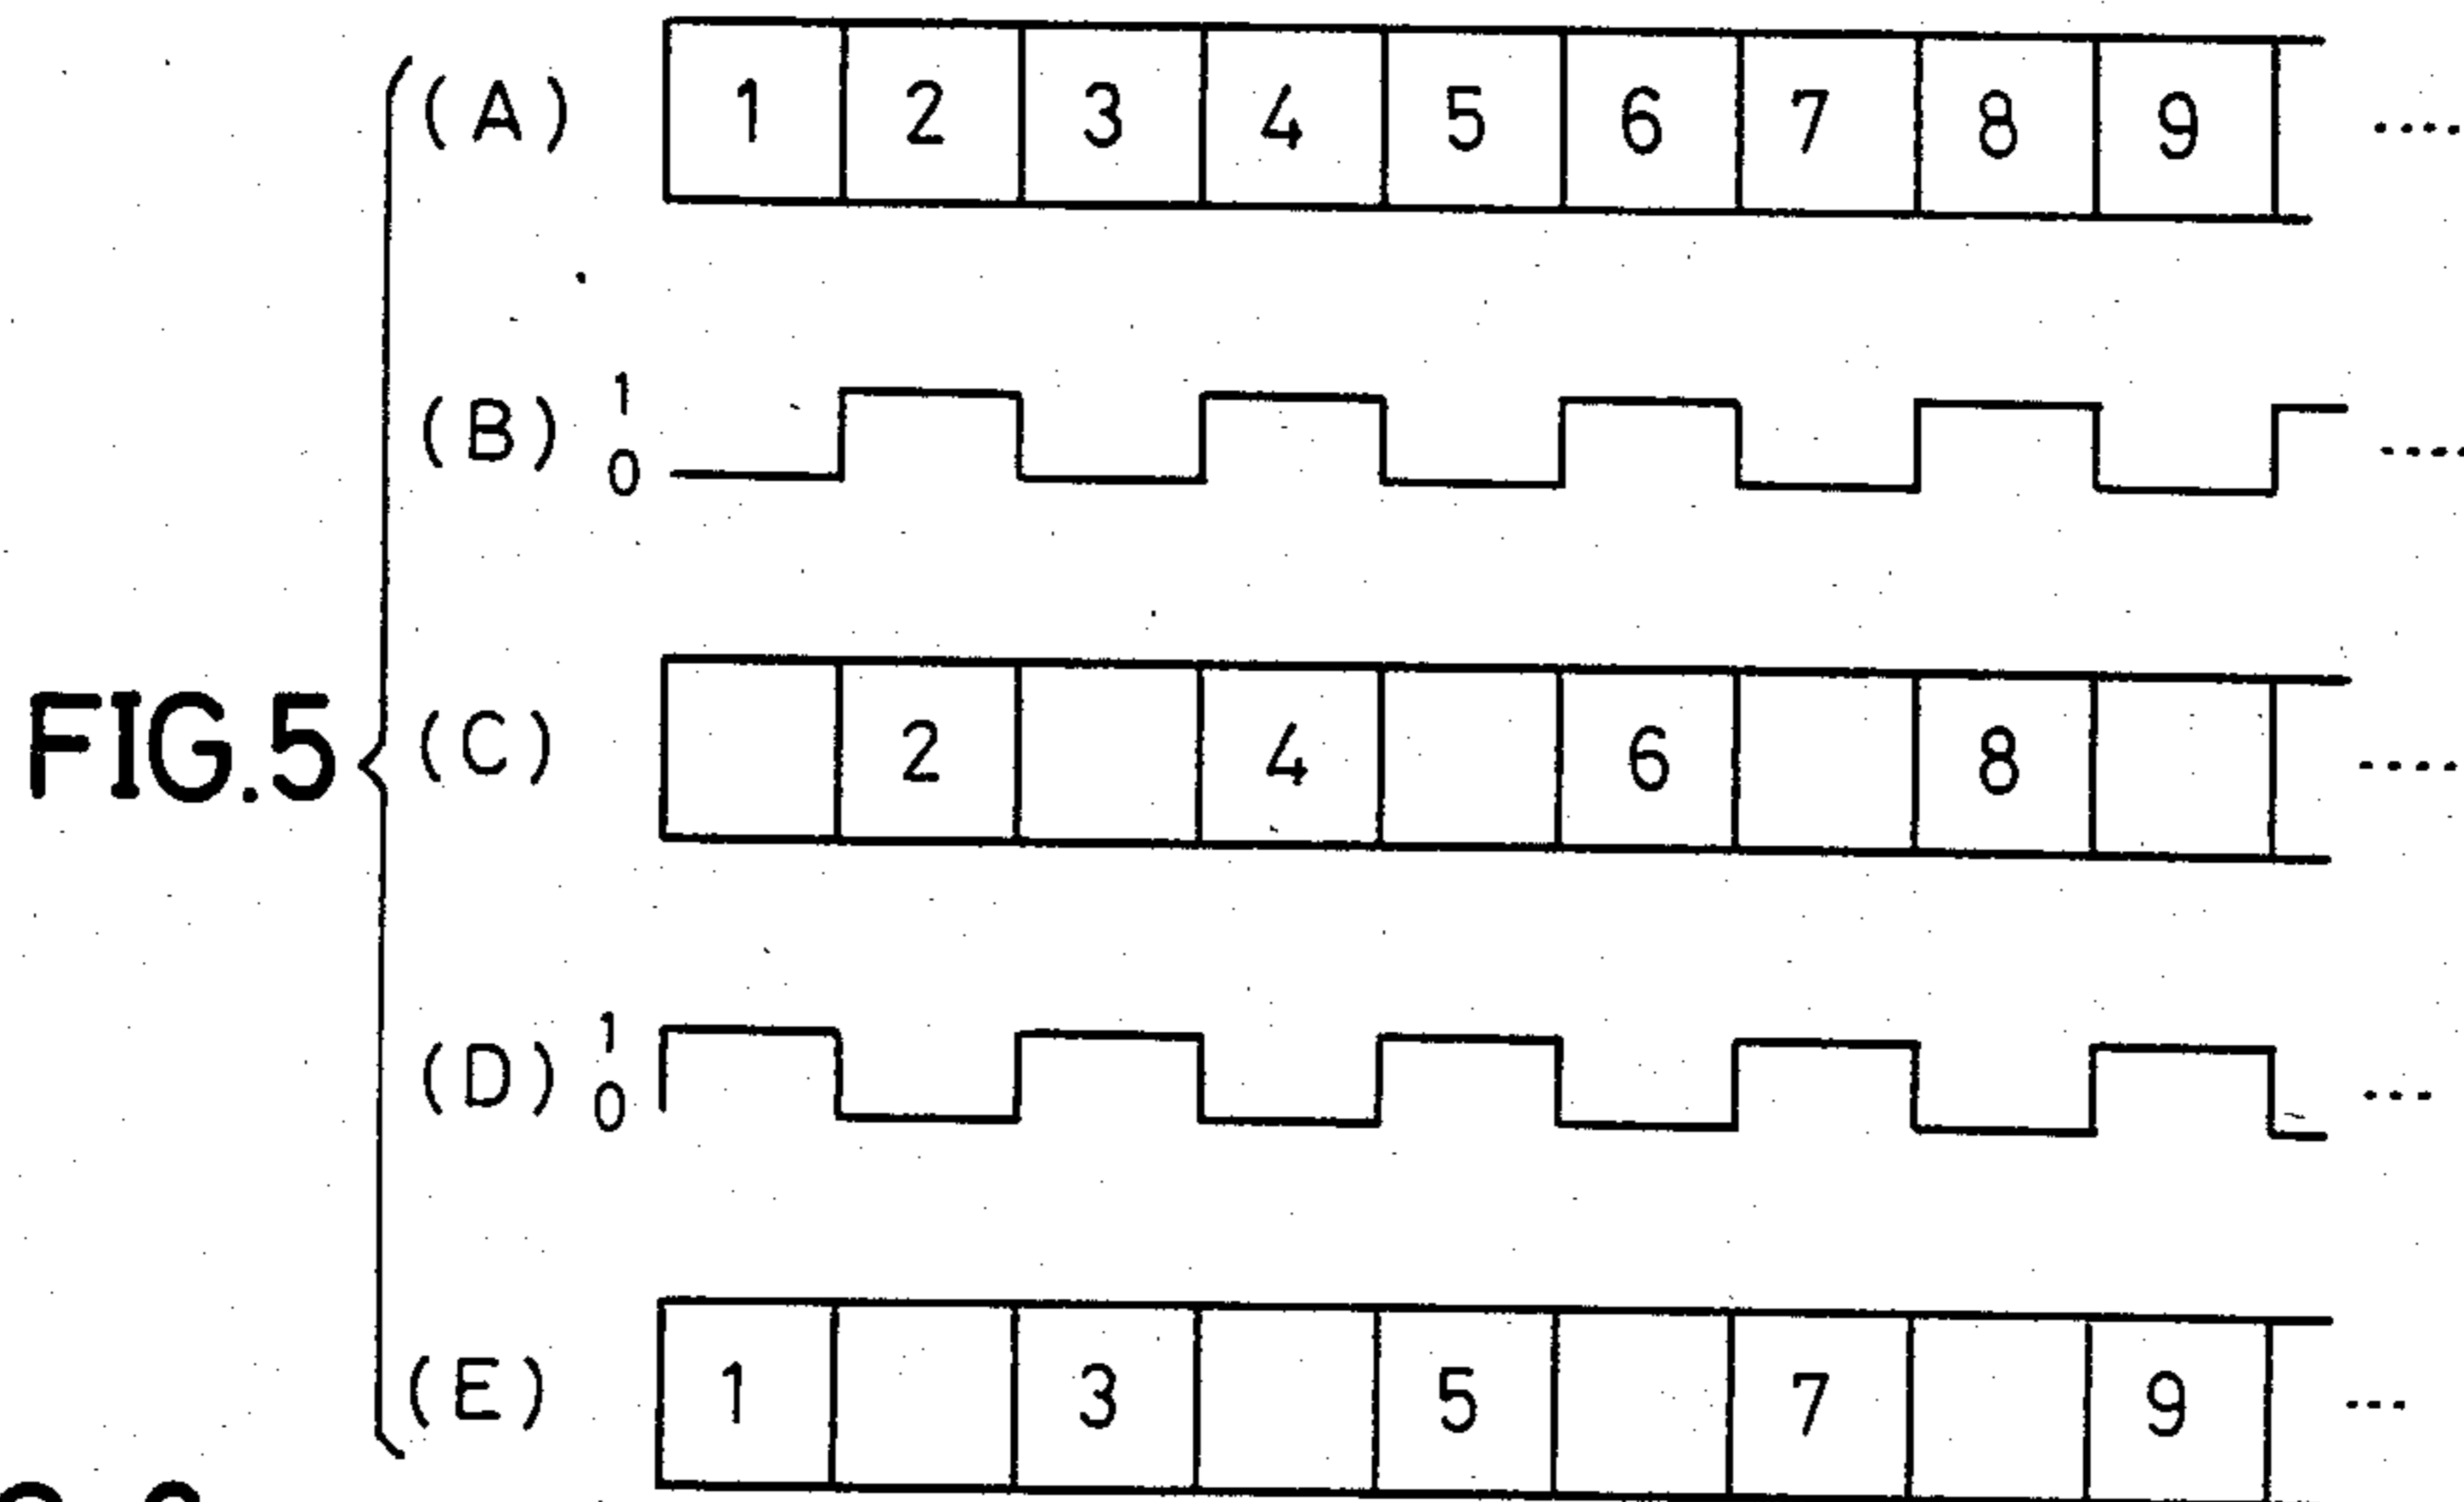 (A) 1 2 3 4 5 6 7 8 9 ....
(B) 1 0 ....
FIG.5 (C) 2 4 6 8 ....
(D) 1 0 ...
(E) 1 3 5 7 9 ...